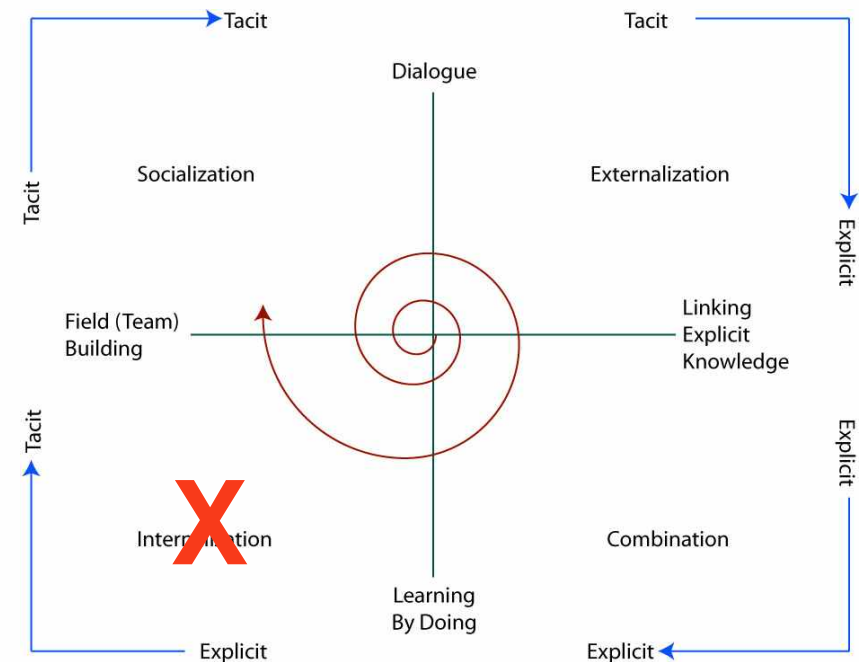 Tacit
Tacit
Dialogue
Socialization
Externalization
Tacit
Explicit
Field (Team)
Building
Linking
Explicit
Knowledge
Tacit
Explicit
X
Combination
Learning
By Doing
Explicit
Explicit